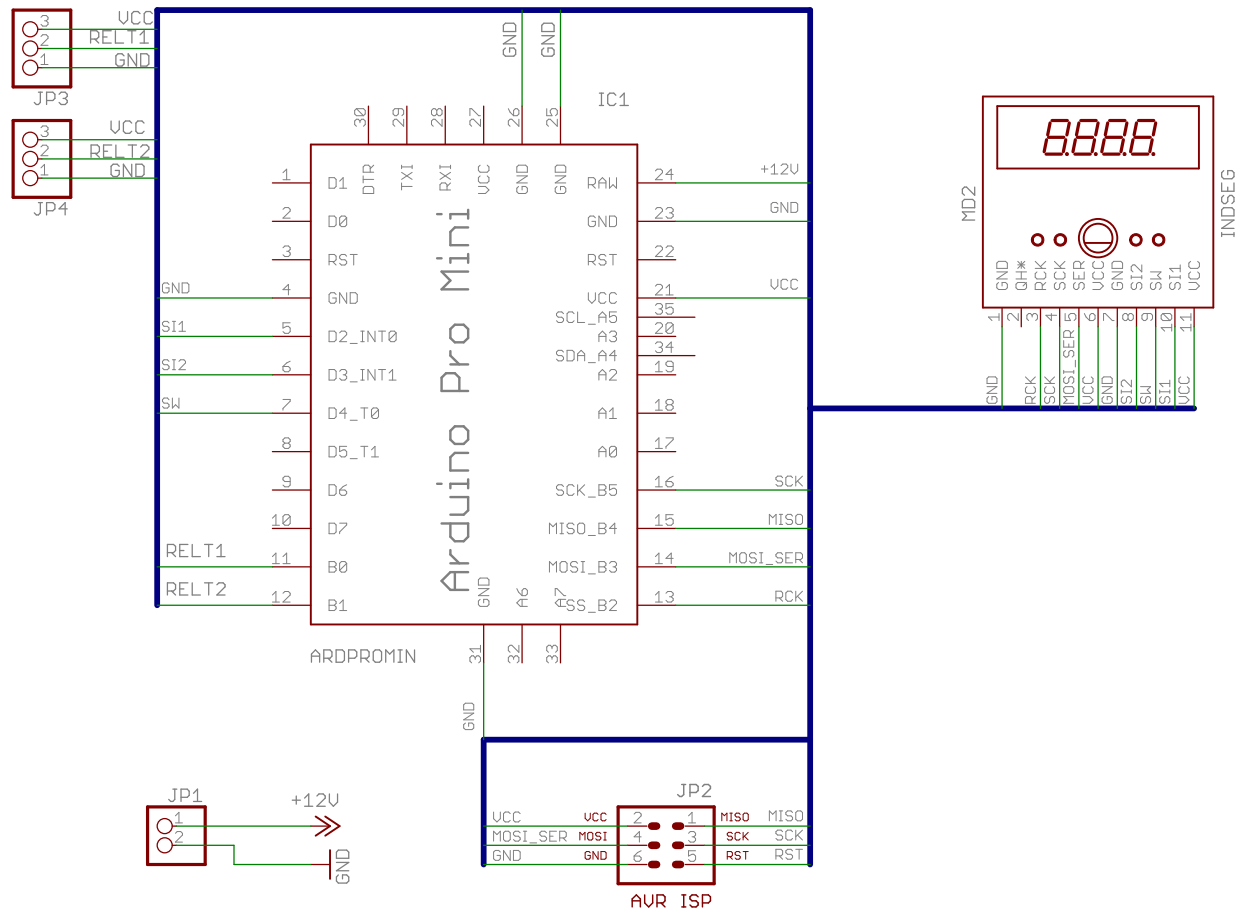 3 VCC
2 RELT1
1 GND
JP3
3 VCC
2 RELT2
1 GND
JP4
GND GND
IC1
30 29 28 27 26 25
DTR TXI RXI VCC GND GND
Arduino Pro Mini
1 D1
2 D0
3 RST
GND 4 GND
SI1 5 D2_INT0
SI2 6 D3_INT1
SW 7 D4_T0
8 D5_T1
9 D6
10 D7
RELT1 11 B0
RELT2 12 B1
RAW 24 +12V
GND 23 GND
RST 22
VCC 21 VCC
SCL_A5 35
A3 20
SDA_A4 34
A2 19
A1 18
A0 17
SCK_B5 16 SCK
MISO_B4 15 MISO
MOSI_B3 14 MOSI_SER
SS_B2 13 RCK
GND A6 A7
31 32 33
ARDPROMIN
GND
8.8.8.8.
MD2
INDSEG
GND QH* RCK SCK SER VCC GND SI2 SW SI1 VCC
1 2 3 4 5 6 7 8 9 10 11
GND RCK SCK MOSI_SER VCC GND SI2 SW SI1 VCC
JP1
1 +12V
2 GND
JP2
VCC VCC 2 1 MISO MISO
MOSI_SER MOSI 4 3 SCK SCK
GND GND 6 5 RST RST
AVR ISP